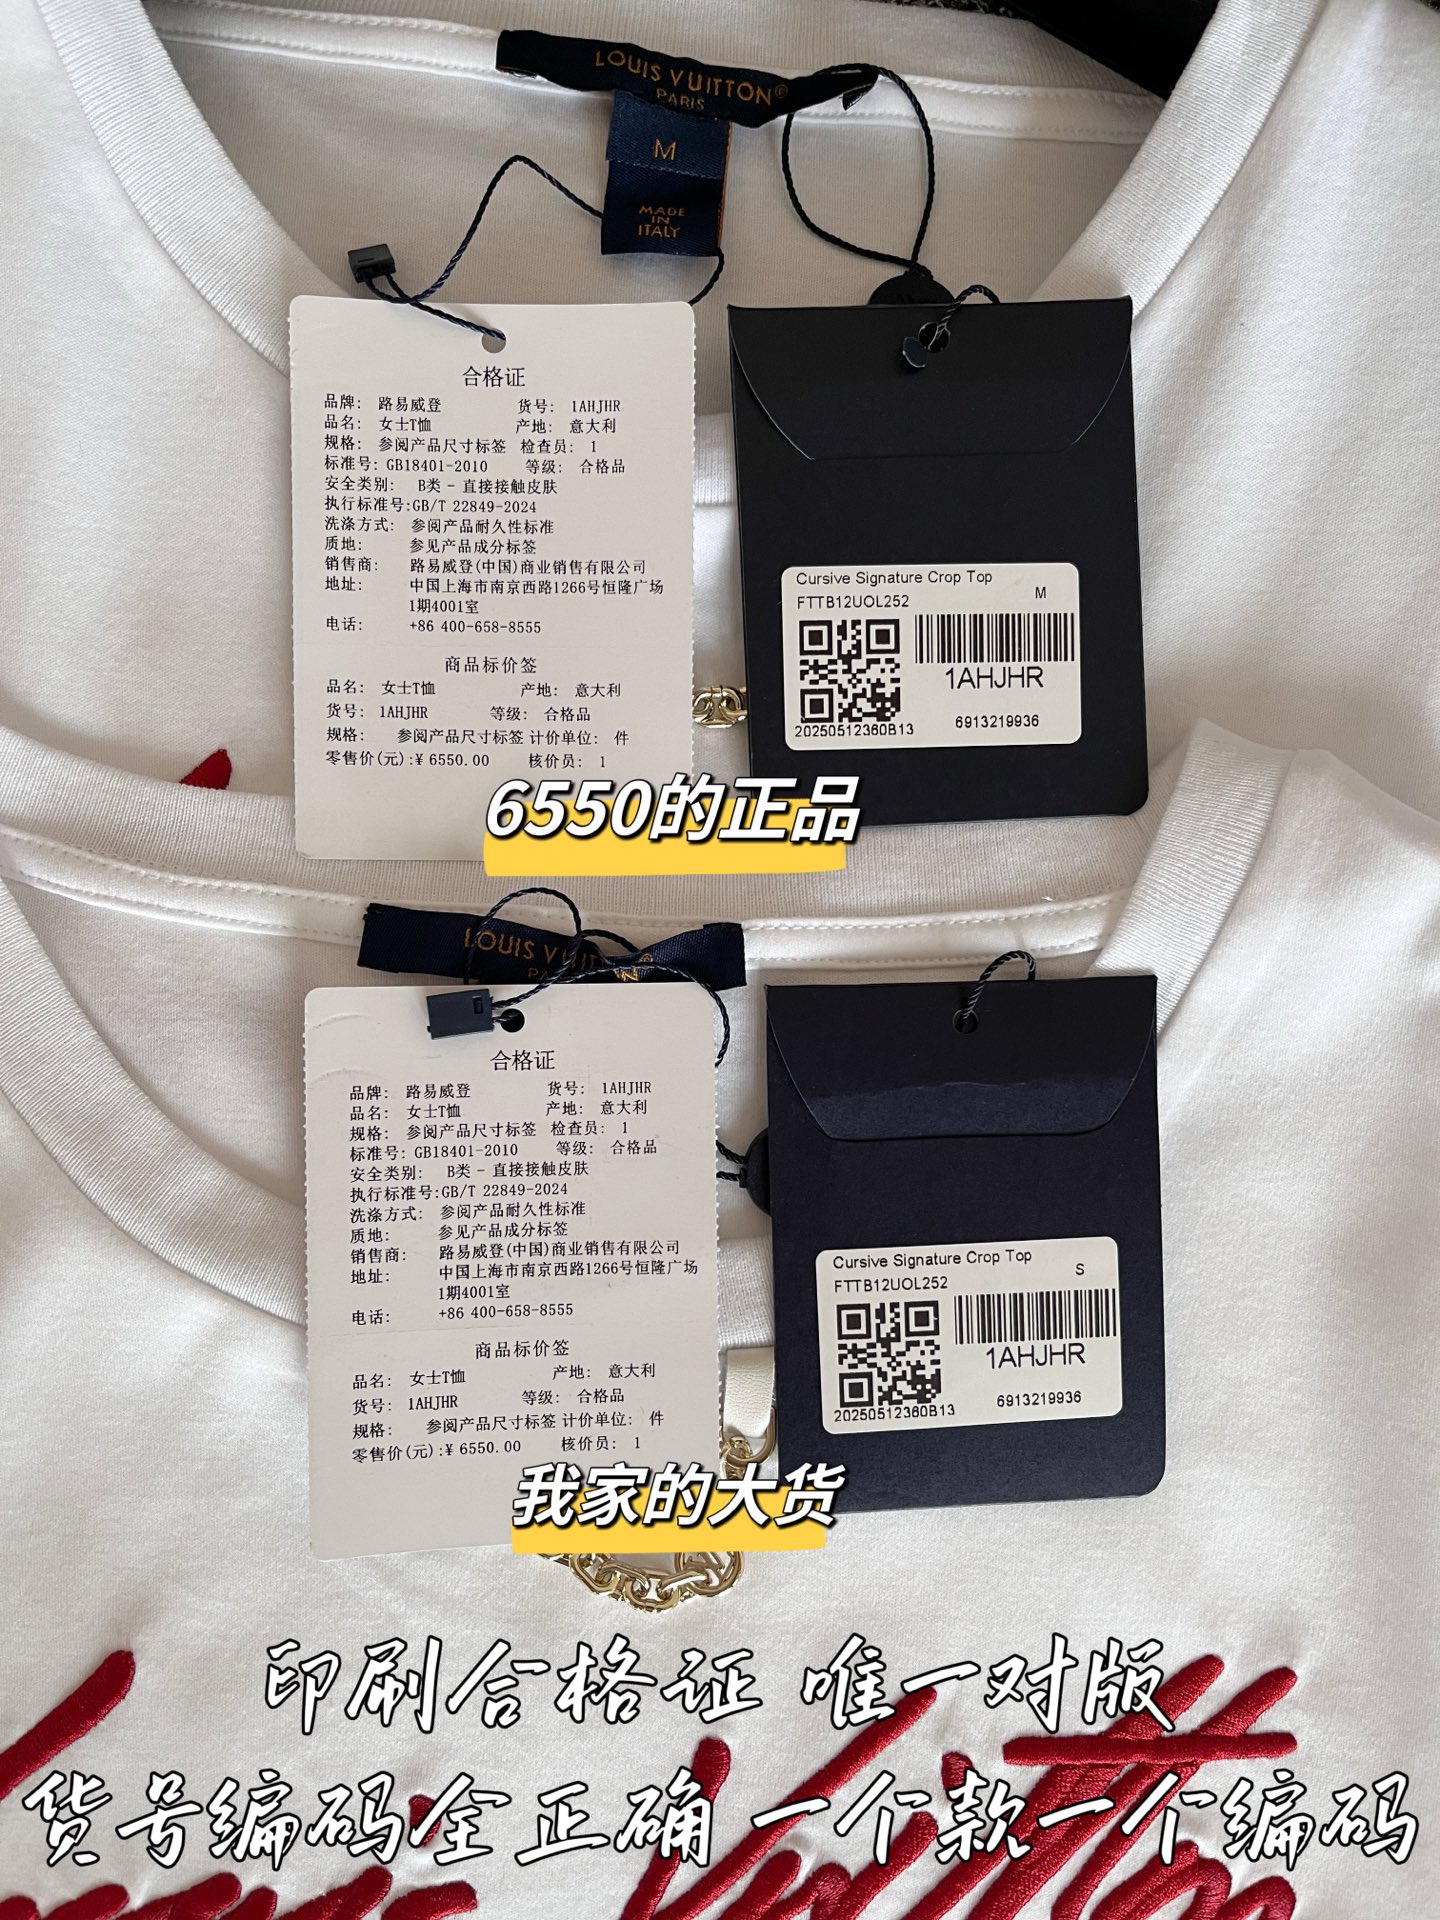 LOUIS VUITTON®
PARIS
M
MADE
IN
ITALY
合格证
品牌: 路易威登 货号: 1AHJHR
品名: 女士T恤 产地: 意大利
规格: 参阅产品尺寸标签 检查员: 1
标准号: GB18401-2010 等级: 合格品
安全类别: B类 - 直接接触皮肤
执行标准号:GB/T 22849-2024
洗涤方式: 参阅产品耐久性标准
质地: 参见产品成分标签
销售商: 路易威登(中国)商业销售有限公司
地址: 中国上海市南京西路1266号恒隆广场
1期4001室
电话: +86 400-658-8555
商品标价签
品名: 女士T恤 产地: 意大利
货号: 1AHJHR 等级: 合格品
规格: 参阅产品尺寸标签 计价单位: 件
零售价(元):¥ 6550.00 核价员: 1
Cursive Signature Crop Top
FTTB12UOL252 M
1AHJHR
20250512360B13 6913219936
6550的正品
LOUIS VUITTON®
合格证
品牌: 路易威登 货号: 1AHJHR
品名: 女士T恤 产地: 意大利
规格: 参阅产品尺寸标签 检查员: 1
标准号: GB18401-2010 等级: 合格品
安全类别: B类 - 直接接触皮肤
执行标准号:GB/T 22849-2024
洗涤方式: 参阅产品耐久性标准
质地: 参见产品成分标签
销售商: 路易威登(中国)商业销售有限公司
地址: 中国上海市南京西路1266号恒隆广场
1期4001室
电话: +86 400-658-8555
商品标价签
品名: 女士T恤 产地: 意大利
货号: 1AHJHR 等级: 合格品
规格: 参阅产品尺寸标签 计价单位: 件
零售价(元):¥ 6550.00 核价员: 1
Cursive Signature Crop Top
FTTB12UOL252 S
1AHJHR
20250512360B13 6913219936
我家的大货
印刷合格证 唯一对版
货号编码全正确 一个款一个编码